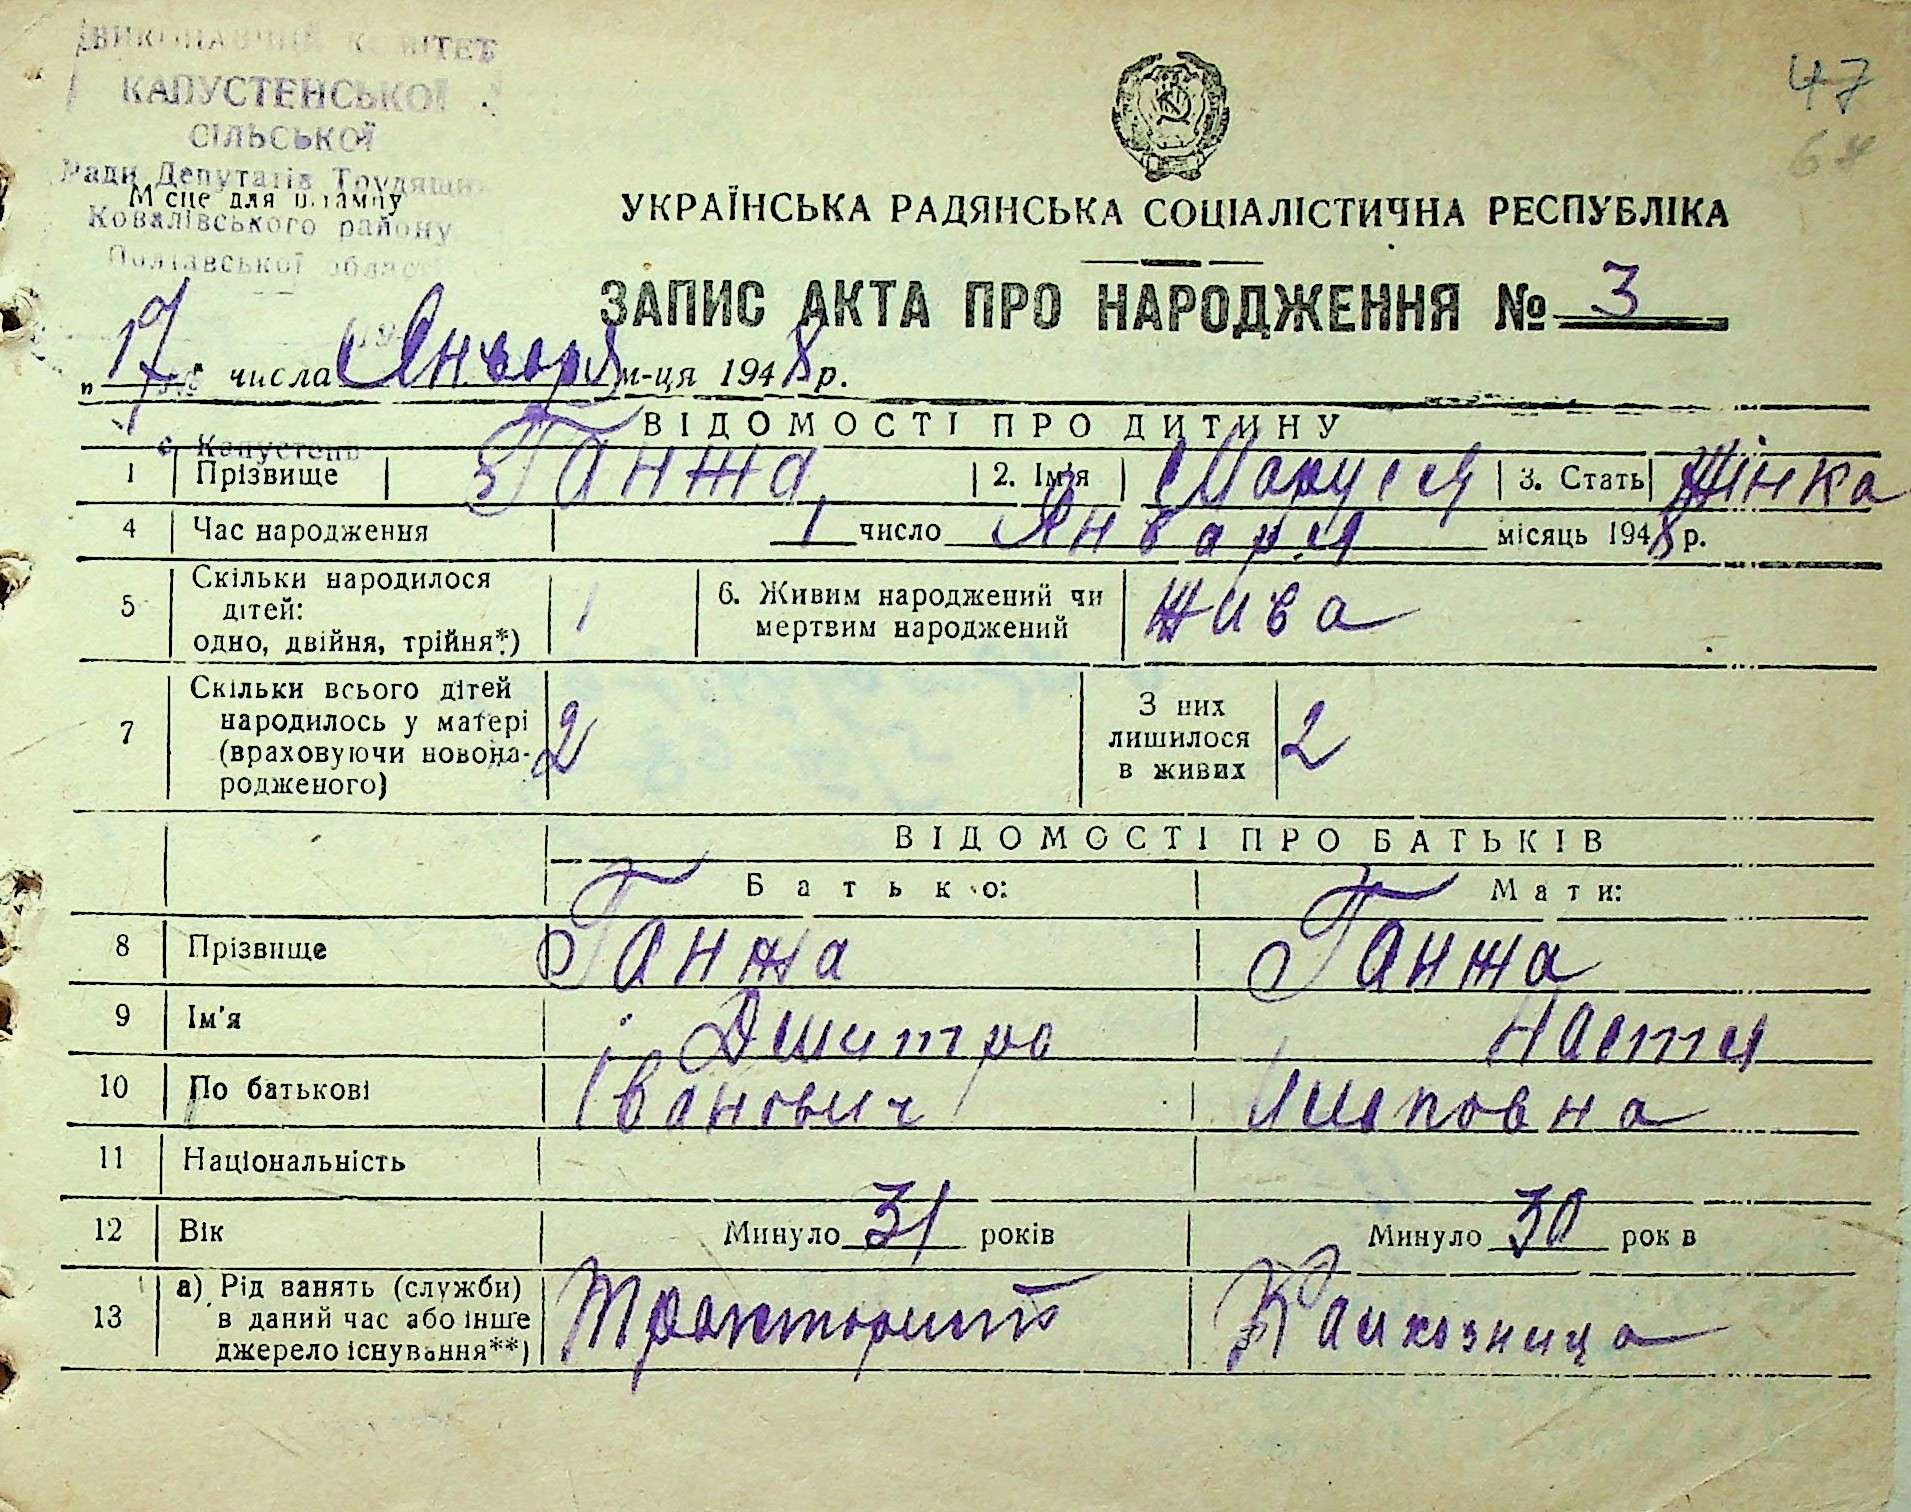 ВИКОНАВЧИЙ КОМІТЕТ
КАПУСТЕНСЬКОЇ
СІЛЬСЬКОЇ
Ради Депутатів Трудящих
Місце для штампу
Ковалівського району
Полтавської області
47
УКРАЇНСЬКА РАДЯНСЬКА СОЦІАЛІСТИЧНА РЕСПУБЛІКА
ЗАПИС АКТА ПРО НАРОДЖЕННЯ № 3
„17" числа Января м-ця 1948 р.
ВІДОМОСТІ ПРО ДИТИНУ
с. Капустени
1 Прізвище Ганжа 2. Ім'я Маруся 3. Стать Жінка
4 Час народження 1 число Января місяць 1948 р.
5 Скільки народилося дітей: одно, двійня, трійня*) 1 6. Живим народжений чи мертвим народжений Жива
7 Скільки всього дітей народилось у матері (враховуючи новонародженого) 2 З них лишилося в живих 2
ВІДОМОСТІ ПРО БАТЬКІВ
Батько: Мати:
8 Прізвище Ганжа Ганжа
9 Ім'я Дмитро Настя
10 По батькові Іванович
11 Національність
12 Вік Минуло 31 років Минуло 30 рок в
13 а) Рід занять (служби) в даний час або інше джерело існування**) Тракторист Колхозница